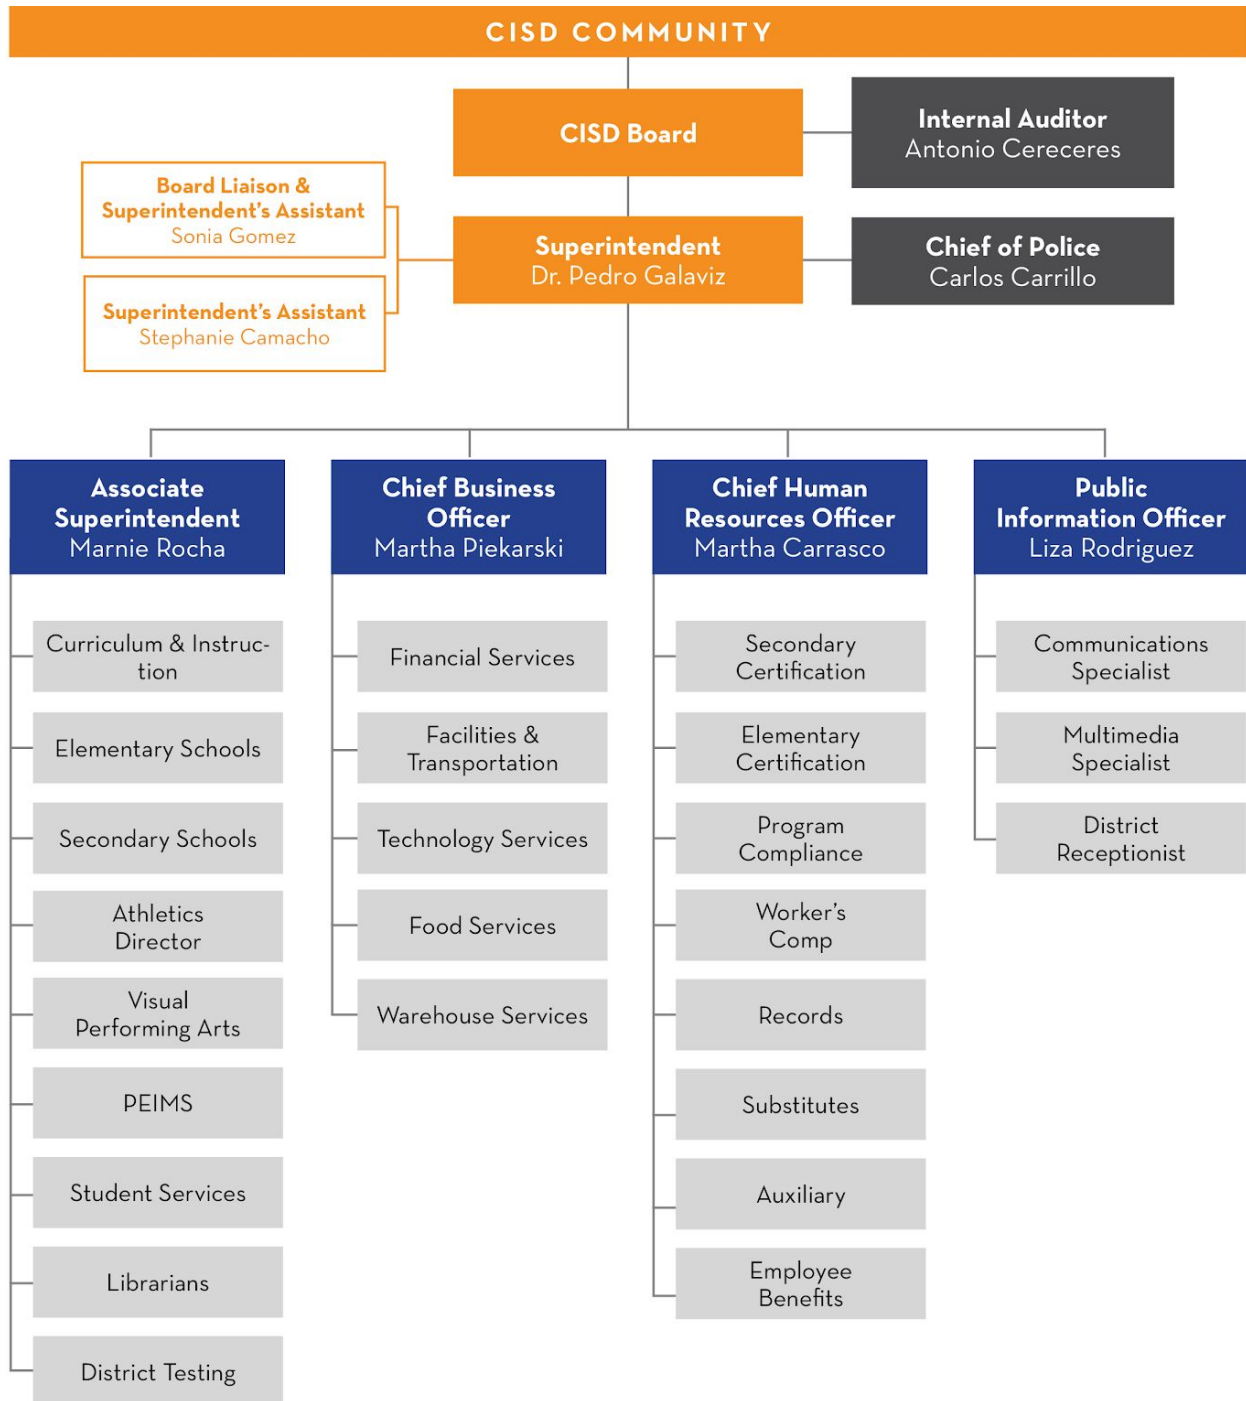 CISD COMMUNITY
CISD Board
Internal Auditor
Antonio Cereceres
Board Liaison &
Superintendent's Assistant
Sonia Gomez
Superintendent
Dr. Pedro Galaviz
Chief of Police
Carlos Carrillo
Superintendent's Assistant
Stephanie Camacho
Associate
Superintendent
Marnie Rocha
Curriculum & Instruc-
tion
Elementary Schools
Secondary Schools
Athletics
Director
Visual
Performing Arts
PEIMS
Student Services
Librarians
District Testing
Chief Business
Officer
Martha Piekarski
Financial Services
Facilities &
Transportation
Technology Services
Food Services
Warehouse Services
Chief Human
Resources Officer
Martha Carrasco
Secondary
Certification
Elementary
Certification
Program
Compliance
Worker's
Comp
Records
Substitutes
Auxiliary
Employee
Benefits
Public
Information Officer
Liza Rodriguez
Communications
Specialist
Multimedia
Specialist
District
Receptionist